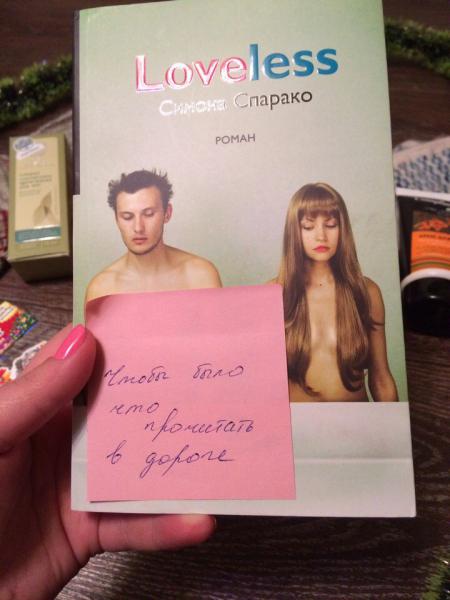 Loveless
Симона Спарако
РОМАН
Чтобы было
что
прочитать
в дороге